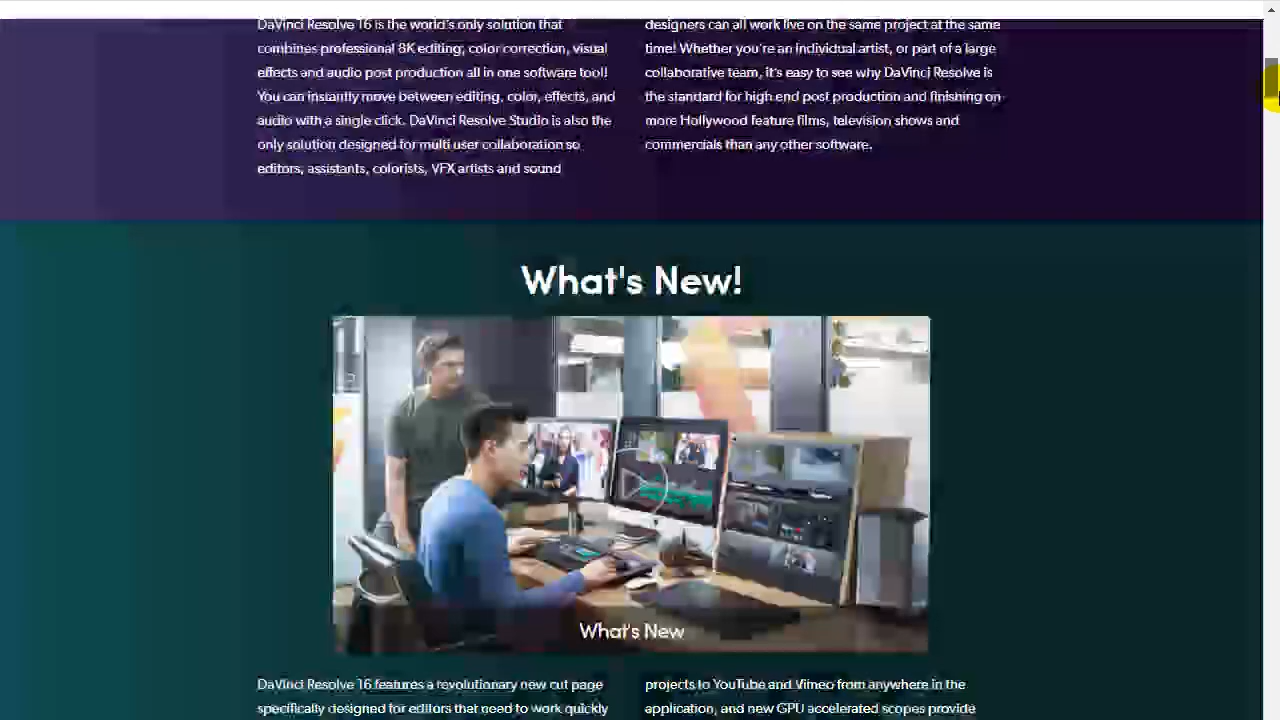 DaVinci Resolve 16 is the world's only solution that
combines professional 8K editing, color correction, visual
effects and audio post production all in one software tool!
You can instantly move between editing, color, effects, and
audio with a single click. DaVinci Resolve Studio is also the
only solution designed for multi user collaboration so
editors, assistants, colorists, VFX artists and sound
designers can all work live on the same project at the same
time! Whether you're an individual artist, or part of a large
collaborative team, it's easy to see why DaVinci Resolve is
the standard for high end post production and finishing on
more Hollywood feature films, television shows and
commercials than any other software.
What's New!
What's New
DaVinci Resolve 16 features a revolutionary new cut page
specifically designed for editors that need to work quickly
projects to YouTube and Vimeo from anywhere in the
application, and new GPU accelerated scopes provide